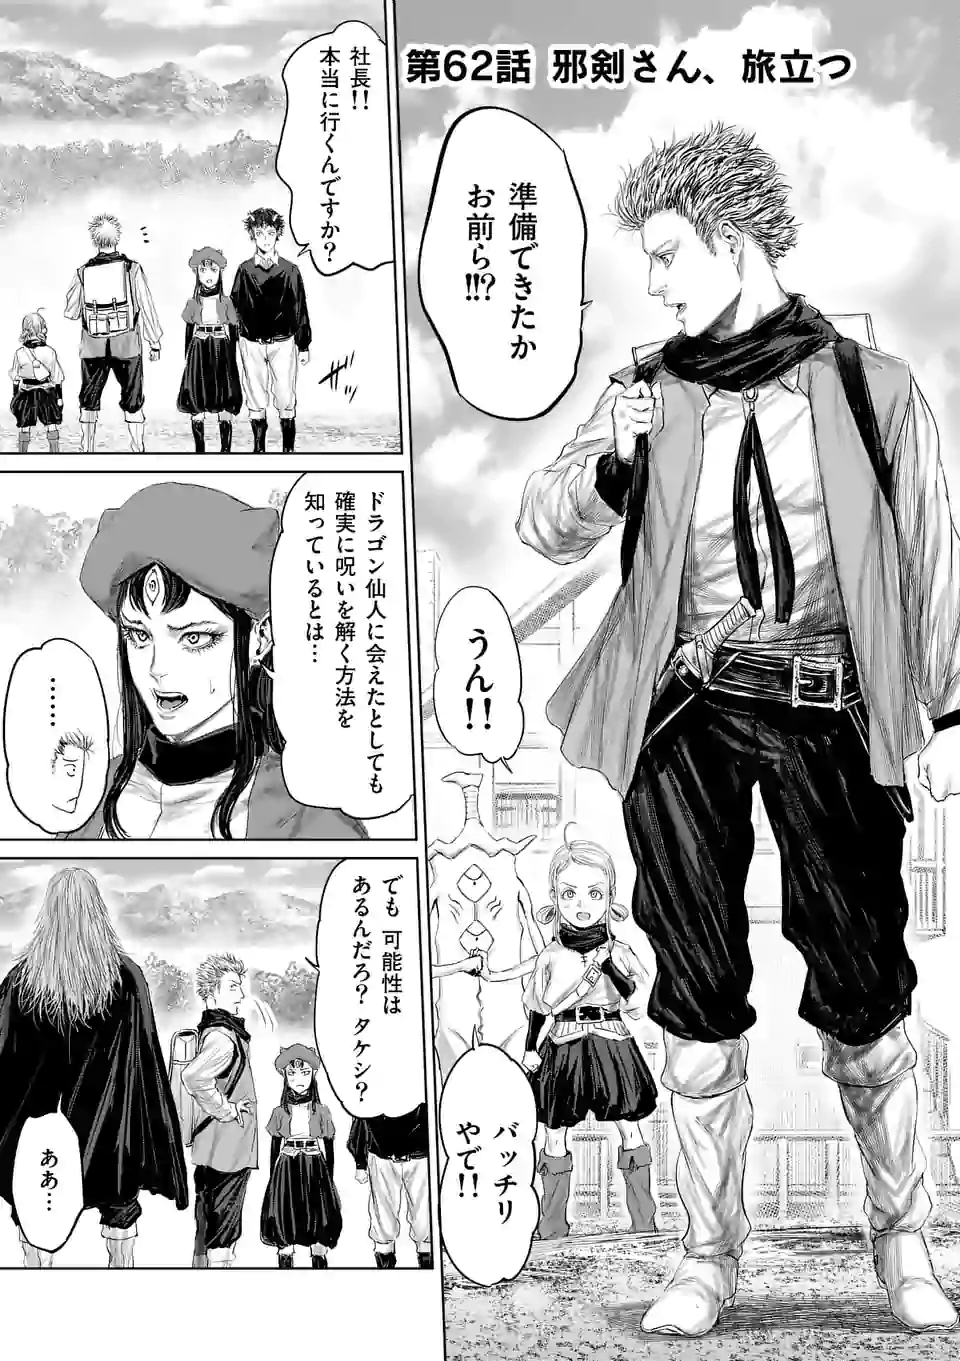 第62話 邪剣さん、旅立つ
準備できたか
お前ら!!?
うん!!
バッチリ
やで!!
社長!!
本当に行くんですか?
ザッ
ドラゴン仙人に会えたとしても
確実に呪いを解く方法を
知っているとは…
……
でも 可能性は
あるんだろ? タケシ?
ああ…